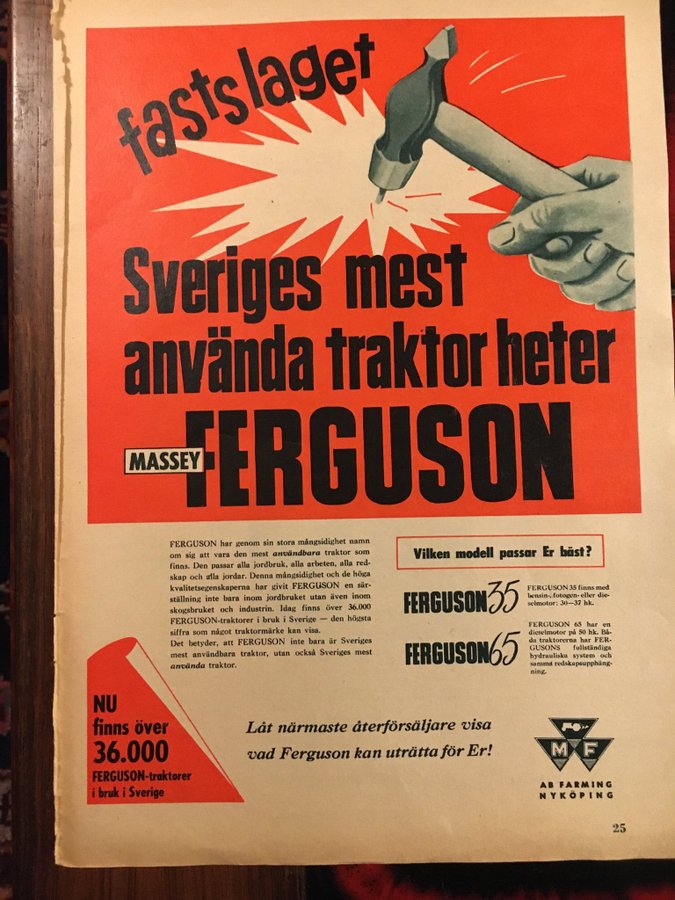 fastslaget
Sveriges mest
använda traktor heter
MASSEY FERGUSON
FERGUSON har genom sin stora mångsidighet namn
om sig att vara den mest användbara traktor som
finns. Den passar alla jordbruk, alla arbeten, alla red-
skap och alla jordar. Denna mångsidighet och de höga
kvalitetsegenskaperna har givit FERGUSON en sär-
ställning inte bara inom jordbruket utan även inom
skogsbruket och industrin. Idag finns över 36.000
FERGUSON-traktorer i bruk i Sverige — den högsta
siffra som något traktormärke kan visa.
Det betyder, att FERGUSON inte bara är Sveriges
mest användbara traktor, utan också Sveriges mest
använda traktor.
Vilken modell passar Er bäst?
FERGUSON 35
FERGUSON 35 finns med
bensin-, fotogen- eller die-
selmotor: 30—37 hk.
FERGUSON 65
FERGUSON 65 har en
dieselmotor på 50 hk. Bå-
da traktorerna har FER-
GUSONS fullständiga
hydrauliska system och
samma redskapsupphäng-
ning.
NU
finns över
36.000
FERGUSON-traktorer
i bruk i Sverige
Låt närmaste återförsäljare visa
vad Ferguson kan uträtta för Er!
M F
AB FARMING
NYKÖPING
25